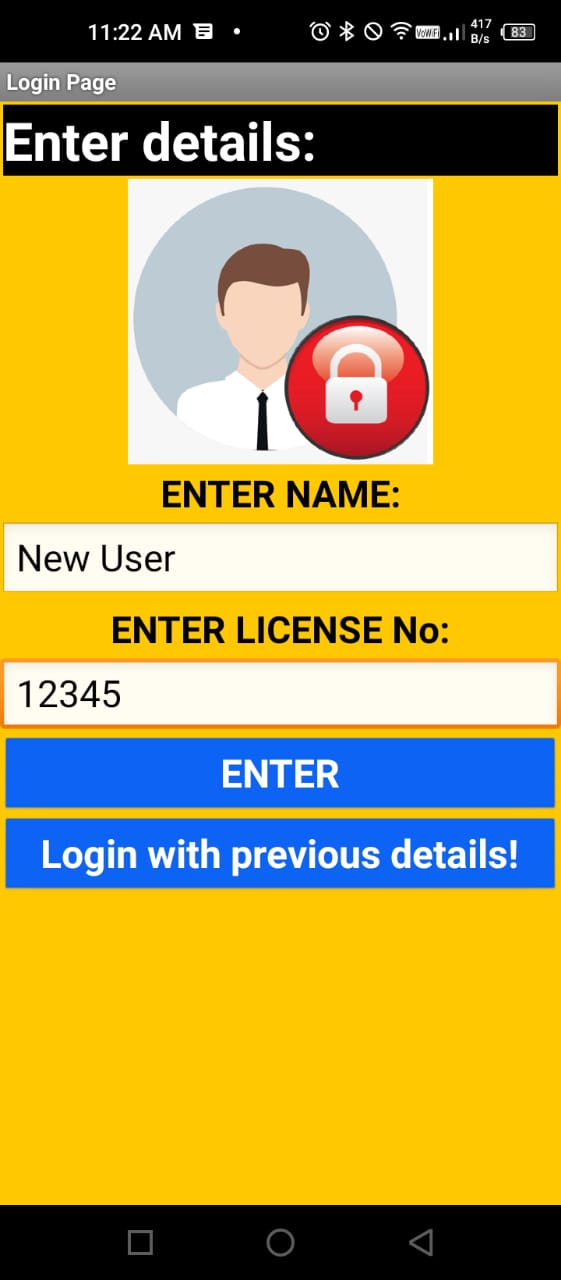 11:22 AM
VoWiFi
417
B/s
83
Login Page
Enter details:
ENTER NAME:
New User
ENTER LICENSE No:
12345
ENTER
Login with previous details!